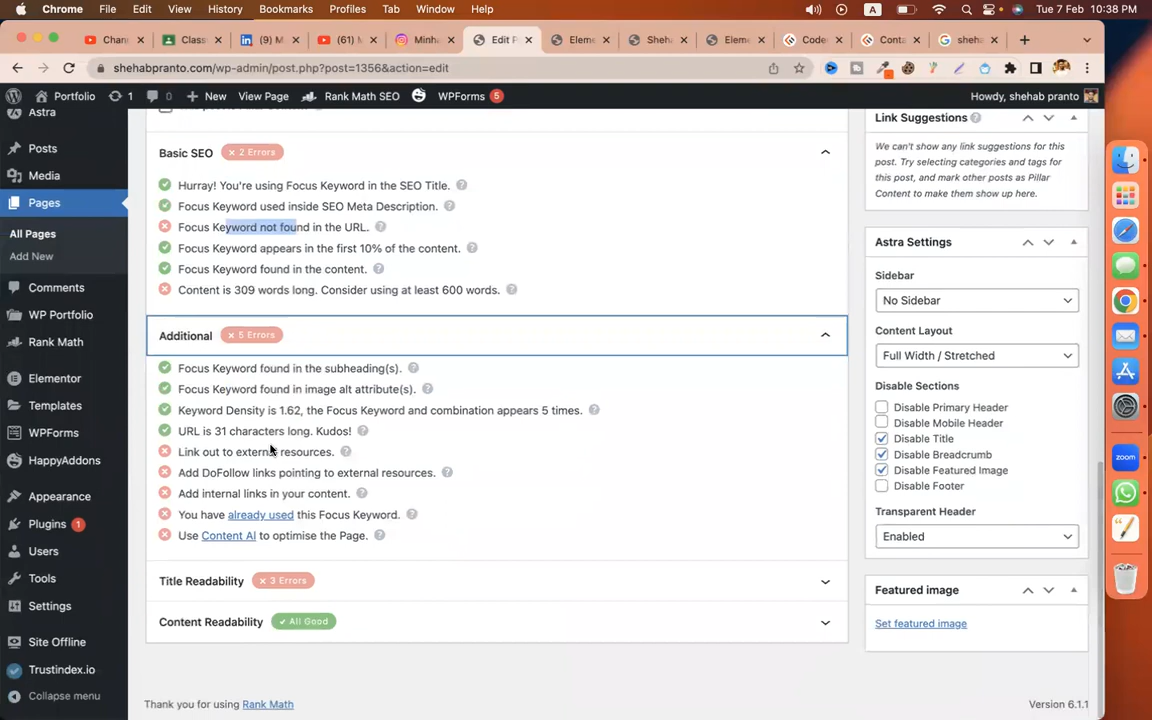 Chrome File Edit View History Bookmarks Profiles Tab Window Help A Tue 7 Feb 10:38 PM
Chann Class (9) M (61) M Minha Edit P Eleme Sheha Eleme Codec Conta sheha
shehabpranto.com/wp-admin/post.php?post=1356&action=edit
Portfolio 1 0 New View Page Rank Math SEO WPForms 5 Howdy, shehab pranto
Astra
Posts
Media
Pages
All Pages
Add New
Comments
WP Portfolio
Rank Math
Elementor
Templates
WPForms
HappyAddons
Appearance
Plugins 1
Users
Tools
Settings
Site Offline
Trustindex.io
Collapse menu
Basic SEO × 2 Errors
Hurray! You're using Focus Keyword in the SEO Title.
Focus Keyword used inside SEO Meta Description.
Focus Keyword not found in the URL.
Focus Keyword appears in the first 10% of the content.
Focus Keyword found in the content.
Content is 309 words long. Consider using at least 600 words.
Additional × 5 Errors
Focus Keyword found in the subheading(s).
Focus Keyword found in image alt attribute(s).
Keyword Density is 1.62, the Focus Keyword and combination appears 5 times.
URL is 31 characters long. Kudos!
Link out to external resources.
Add DoFollow links pointing to external resources.
Add internal links in your content.
You have already used this Focus Keyword.
Use Content AI to optimise the Page.
Title Readability × 3 Errors
Content Readability ✓ All Good
Thank you for using Rank Math
Link Suggestions
We can't show any link suggestions for this
post. Try selecting categories and tags for
this post, and mark other posts as Pillar
Content to make them show up here.
Astra Settings
Sidebar
No Sidebar
Content Layout
Full Width / Stretched
Disable Sections
Disable Primary Header
Disable Mobile Header
Disable Title
Disable Breadcrumb
Disable Featured Image
Disable Footer
Transparent Header
Enabled
Featured image
Set featured image
Version 6.1.1
zoom